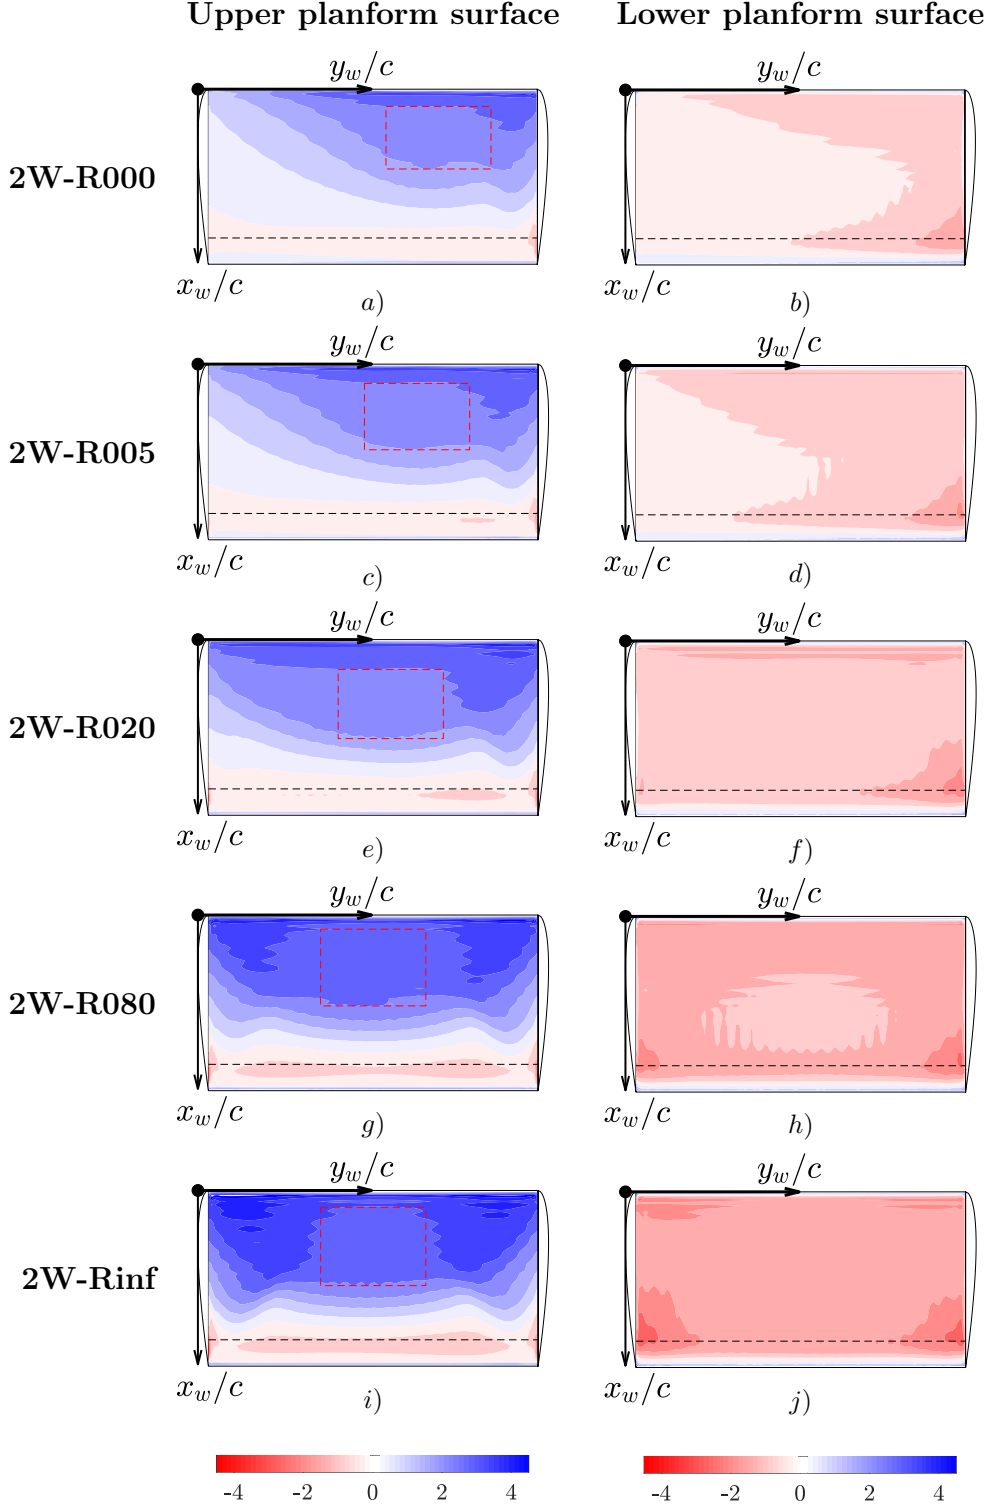 Upper planform surface Lower planform surface
y_w/c y_w/c
2W-R000
x_w/c x_w/c
a) b)
y_w/c y_w/c
2W-R005
x_w/c x_w/c
c) d)
y_w/c y_w/c
2W-R020
x_w/c x_w/c
e) f)
y_w/c y_w/c
2W-R080
x_w/c x_w/c
g) h)
y_w/c y_w/c
2W-Rinf
x_w/c x_w/c
i) j)
-4 -2 0 2 4 -4 -2 0 2 4